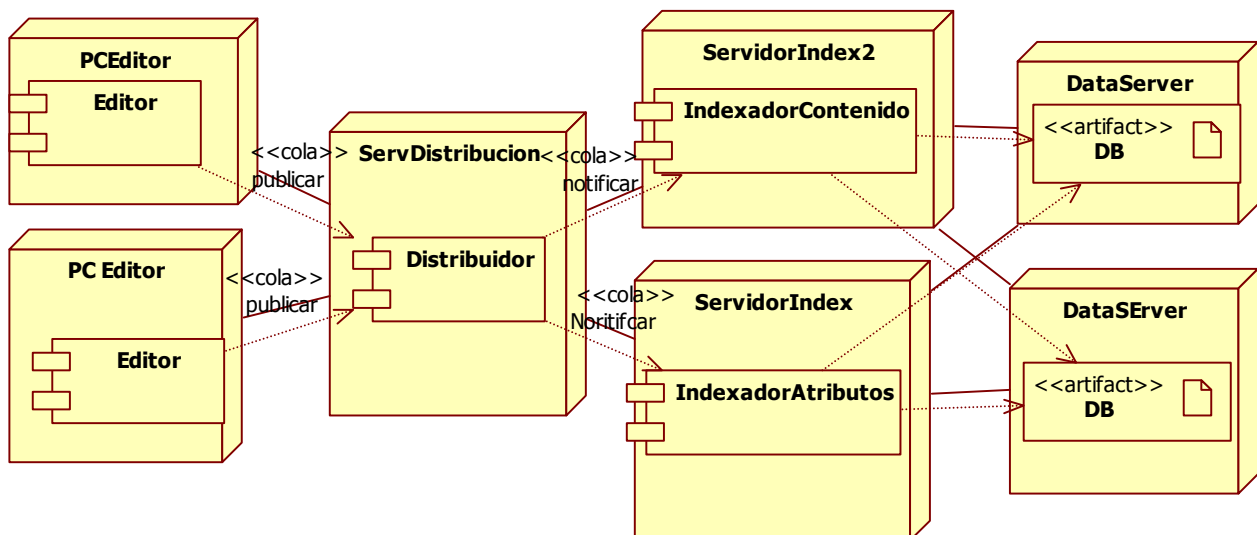 PCEditor
Editor
PC Editor
Editor
<<cola>>
publicar
<<cola>>
publicar
ServDistribucion
Distribuidor
<<cola>>
notificar
<<cola>>
Noritifcar
ServidorIndex2
IndexadorContenido
ServidorIndex
IndexadorAtributos
DataServer
<<artifact>>
DB
DataSErver
<<artifact>>
DB